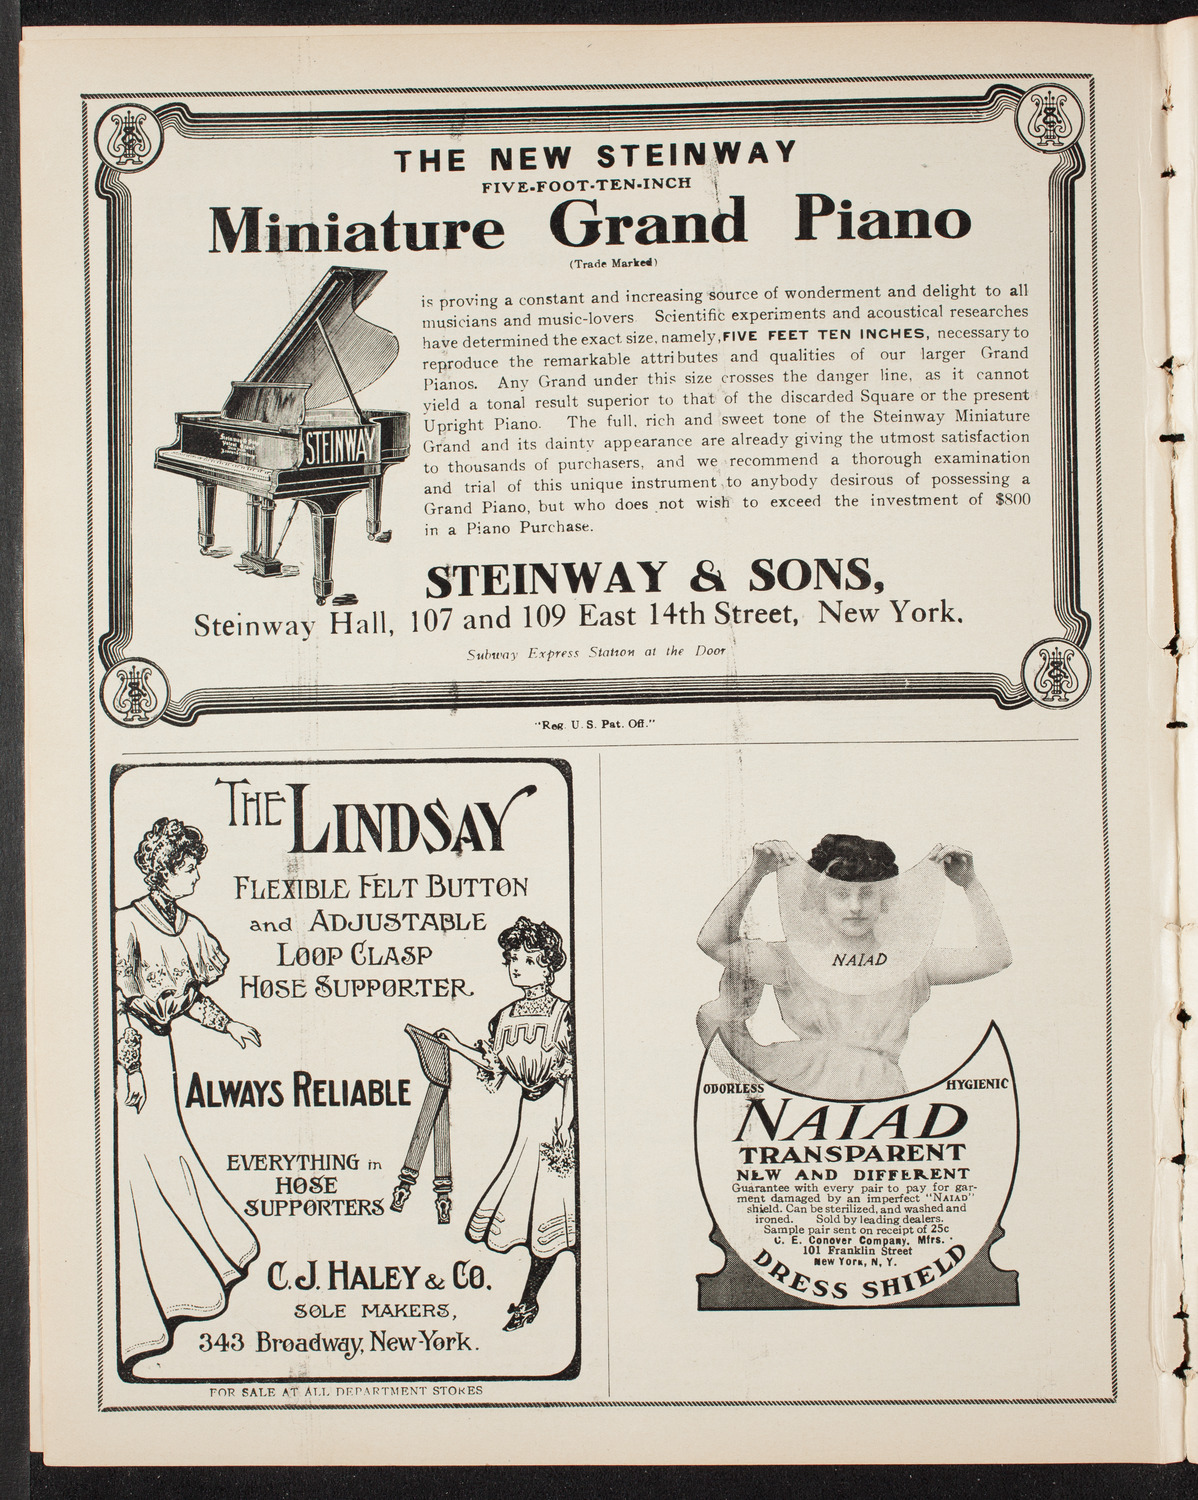 THE NEW STEINWAY
FIVE-FOOT-TEN-INCH
Miniature Grand Piano
(Trade Marked)
is proving a constant and increasing source of wonderment and delight to all
musicians and music-lovers Scientific experiments and acoustical researches
have determined the exact size, namely, FIVE FEET TEN INCHES, necessary to
reproduce the remarkable attributes and qualities of our larger Grand
Pianos. Any Grand under this size crosses the danger line, as it cannot
yield a tonal result superior to that of the discarded Square or the present
Upright Piano. The full, rich and sweet tone of the Steinway Miniature
Grand and its dainty appearance are already giving the utmost satisfaction
to thousands of purchasers, and we recommend a thorough examination
and trial of this unique instrument to anybody desirous of possessing a
Grand Piano, but who does not wish to exceed the investment of $800
in a Piano Purchase.
STEINWAY
STEINWAY & SONS,
Steinway Hall, 107 and 109 East 14th Street, New York.
Subway Express Station at the Door
"Reg. U. S. Pat. Off."
THE LINDSAY
FLEXIBLE FELT BUTTON
and ADJUSTABLE
LOOP CLASP
HOSE SUPPORTER
ALWAYS RELIABLE
EVERYTHING in
HOSE
SUPPORTERS
C. J. HALEY & CO.
SOLE MAKERS,
343 Broadway, New-York.
FOR SALE AT ALL DEPARTMENT STORES
NAIAD
ODORLESS HYGIENIC
NAIAD
TRANSPARENT
NEW AND DIFFERENT
Guarantee with every pair to pay for gar-
ment damaged by an imperfect "NAIAD"
shield. Can be sterilized, and washed and
ironed. Sold by leading dealers.
Sample pair sent on receipt of 25c
C. E. Conover Company, Mfrs.
101 Franklin Street
New York, N. Y.
DRESS SHIELD